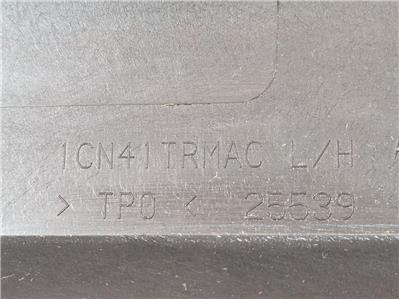 1CN41TRMAC L/H
> TPO < 25539